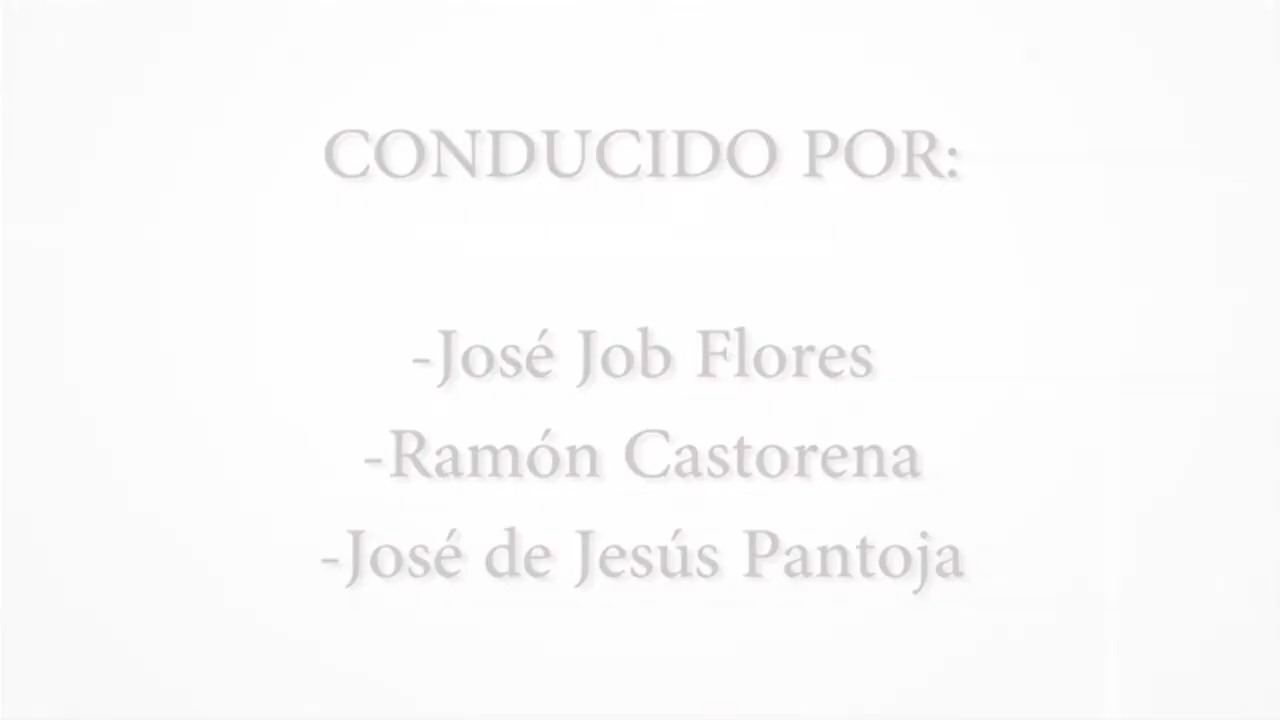 CONDUCIDO POR:
-José Job Flores
-Ramón Castorena
-José de Jesús Pantoja